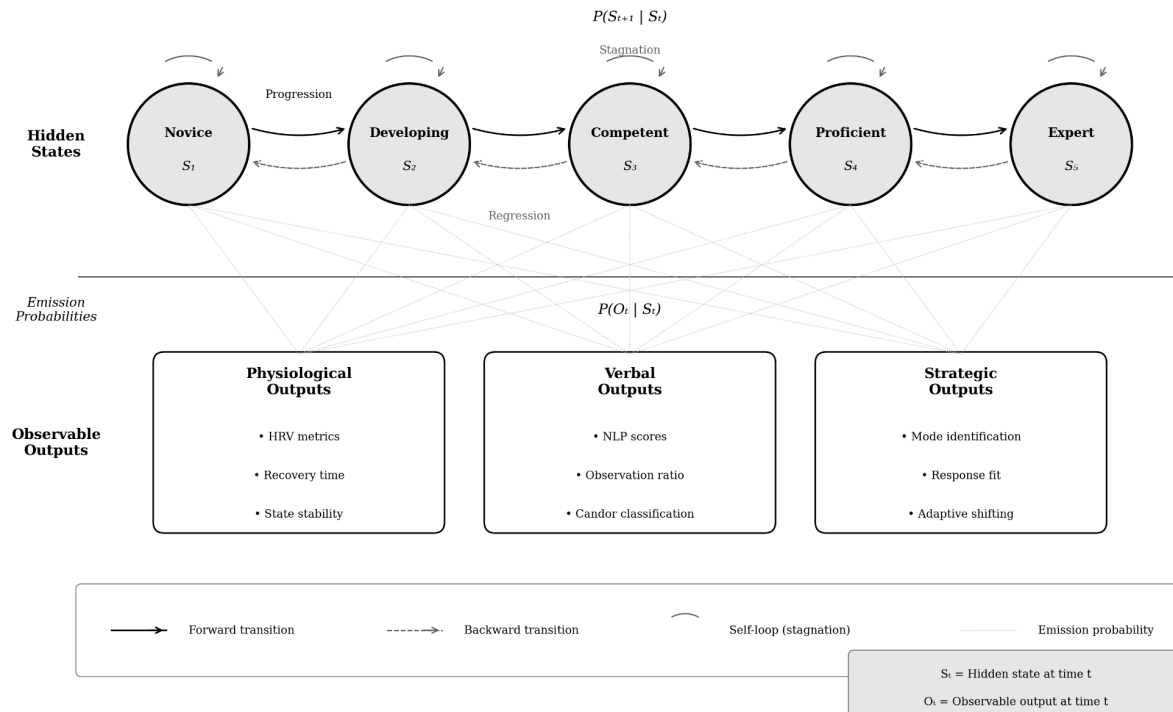 P(Sₜ₊₁ | Sₜ)
Stagnation
Progression
Hidden
States
Novice
S₁
Developing
S₂
Competent
S₃
Proficient
S₄
Expert
S₅
Regression
Emission
Probabilities
P(Oₜ | Sₜ)
Observable
Outputs
Physiological
Outputs
• HRV metrics
• Recovery time
• State stability
Verbal
Outputs
• NLP scores
• Observation ratio
• Candor classification
Strategic
Outputs
• Mode identification
• Response fit
• Adaptive shifting
Forward transition
Backward transition
Self-loop (stagnation)
Emission probability
Sₜ = Hidden state at time t
Oₜ = Observable output at time t